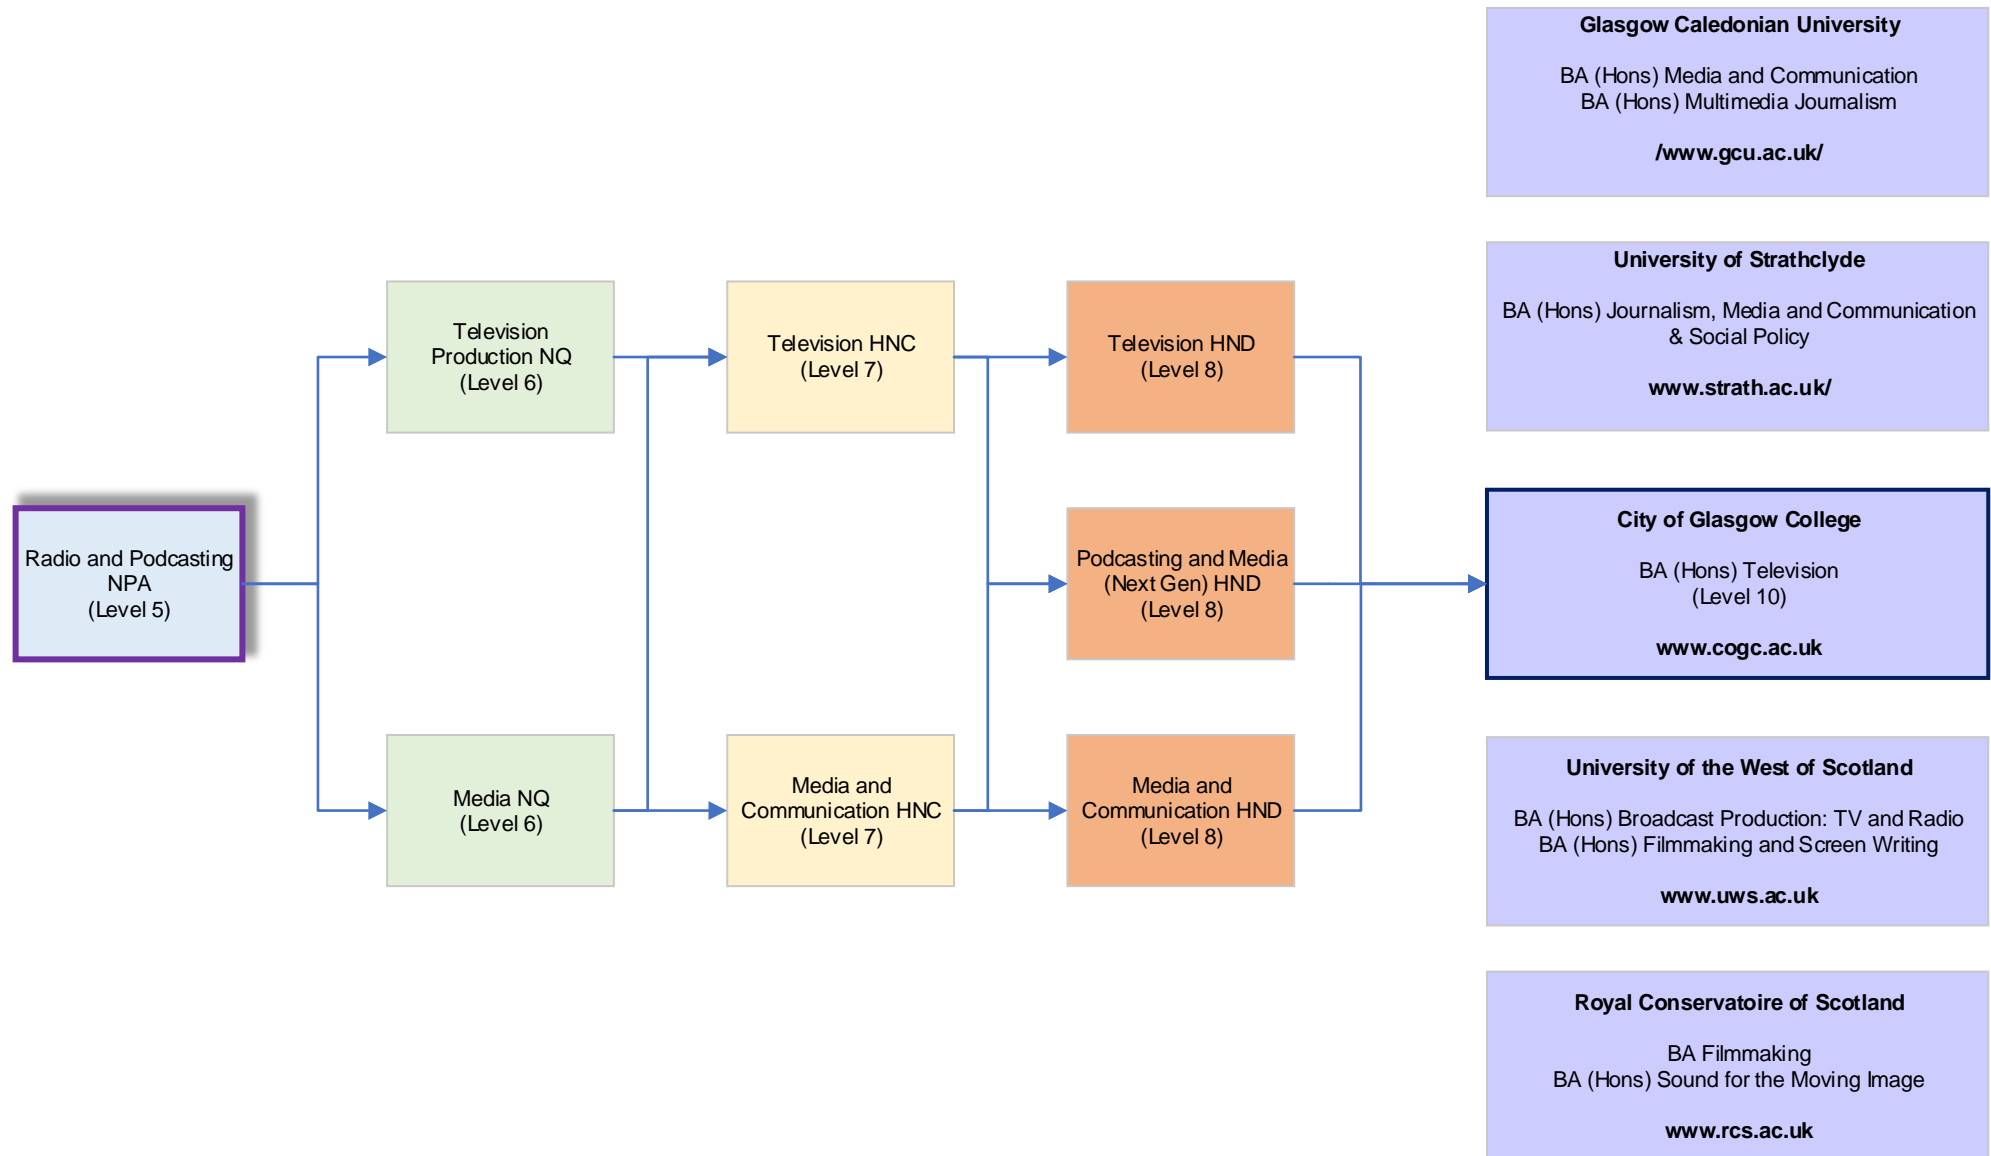 Radio and Podcasting
NPA
(Level 5)
Television
Production NQ
(Level 6)
Media NQ
(Level 6)
Television HNC
(Level 7)
Media and
Communication HNC
(Level 7)
Television HND
(Level 8)
Podcasting and Media
(Next Gen) HND
(Level 8)
Media and
Communication HND
(Level 8)
Glasgow Caledonian University
BA (Hons) Media and Communication
BA (Hons) Multimedia Journalism
/www.gcu.ac.uk/
University of Strathclyde
BA (Hons) Journalism, Media and Communication
& Social Policy
www.strath.ac.uk/
City of Glasgow College
BA (Hons) Television
(Level 10)
www.cogc.ac.uk
University of the West of Scotland
BA (Hons) Broadcast Production: TV and Radio
BA (Hons) Filmmaking and Screen Writing
www.uws.ac.uk
Royal Conservatoire of Scotland
BA Filmmaking
BA (Hons) Sound for the Moving Image
www.rcs.ac.uk